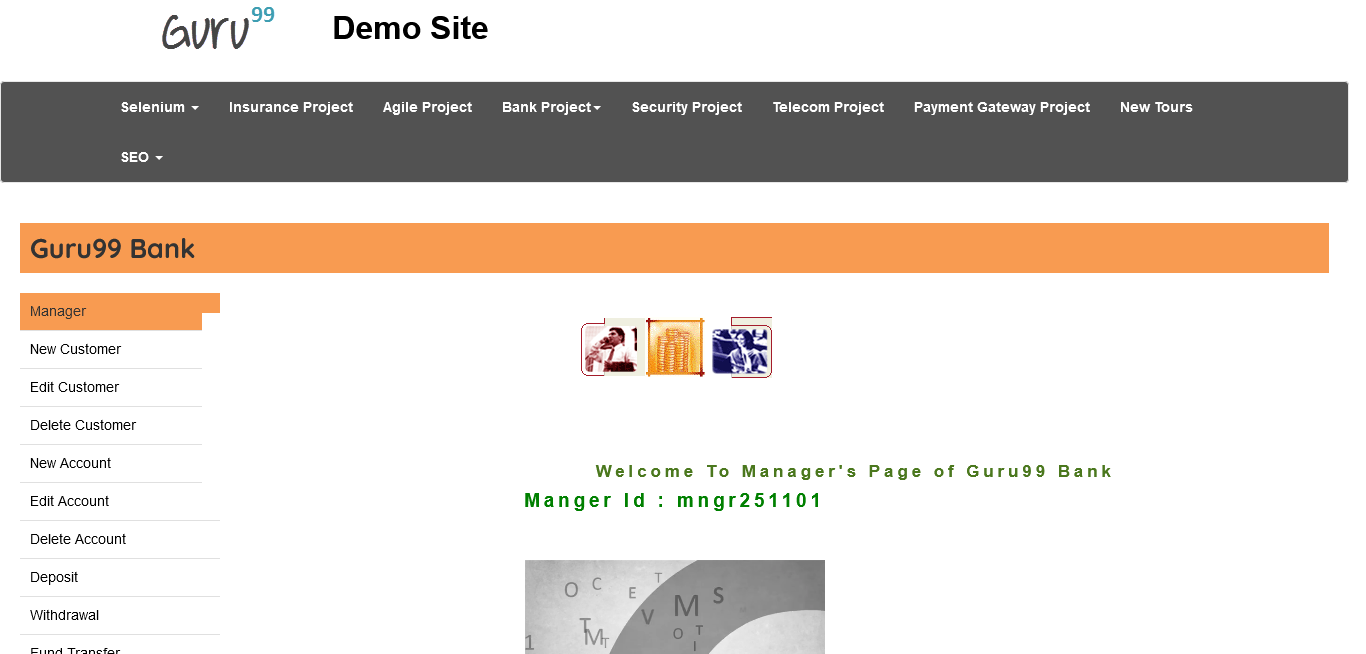 Guru99
Demo Site
Selenium
Insurance Project
Agile Project
Bank Project
Security Project
Telecom Project
Payment Gateway Project
New Tours
SEO
Guru99 Bank
Manager
New Customer
Edit Customer
Delete Customer
New Account
Edit Account
Delete Account
Deposit
Withdrawal
Fund Transfer
Welcome To Manager's Page of Guru99 Bank
Manger Id : mngr251101
O C E T M S
T M T V O T
1 I